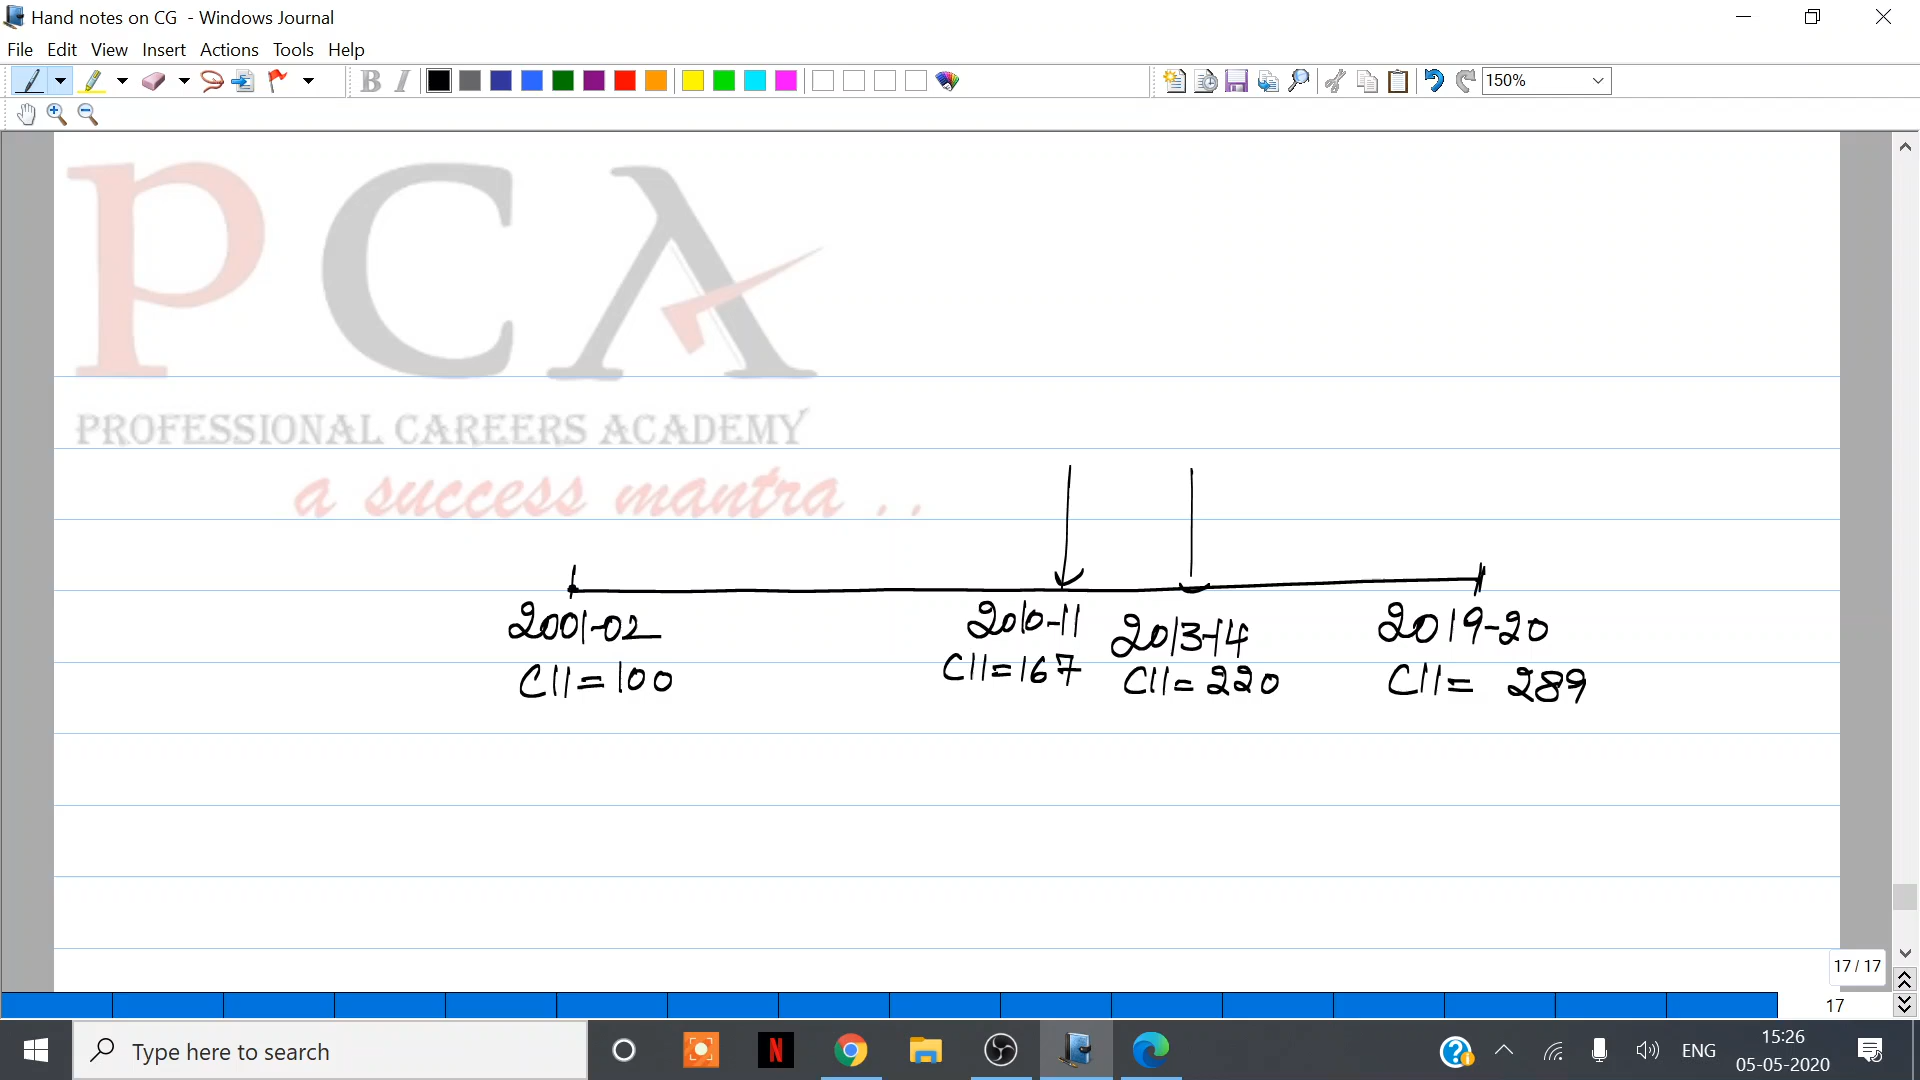 Hand notes on CG - Windows Journal
File Edit View Insert Actions Tools Help
B I 150%
PCA
PROFESSIONAL CAREERS ACADEMY
a success mantra ..
2001-02 2010-11 2013-14 2019-20
CII=100 CII=167 CII=220 CII= 289
17 / 17
17
Type here to search
N
ENG
15:26
05-05-2020